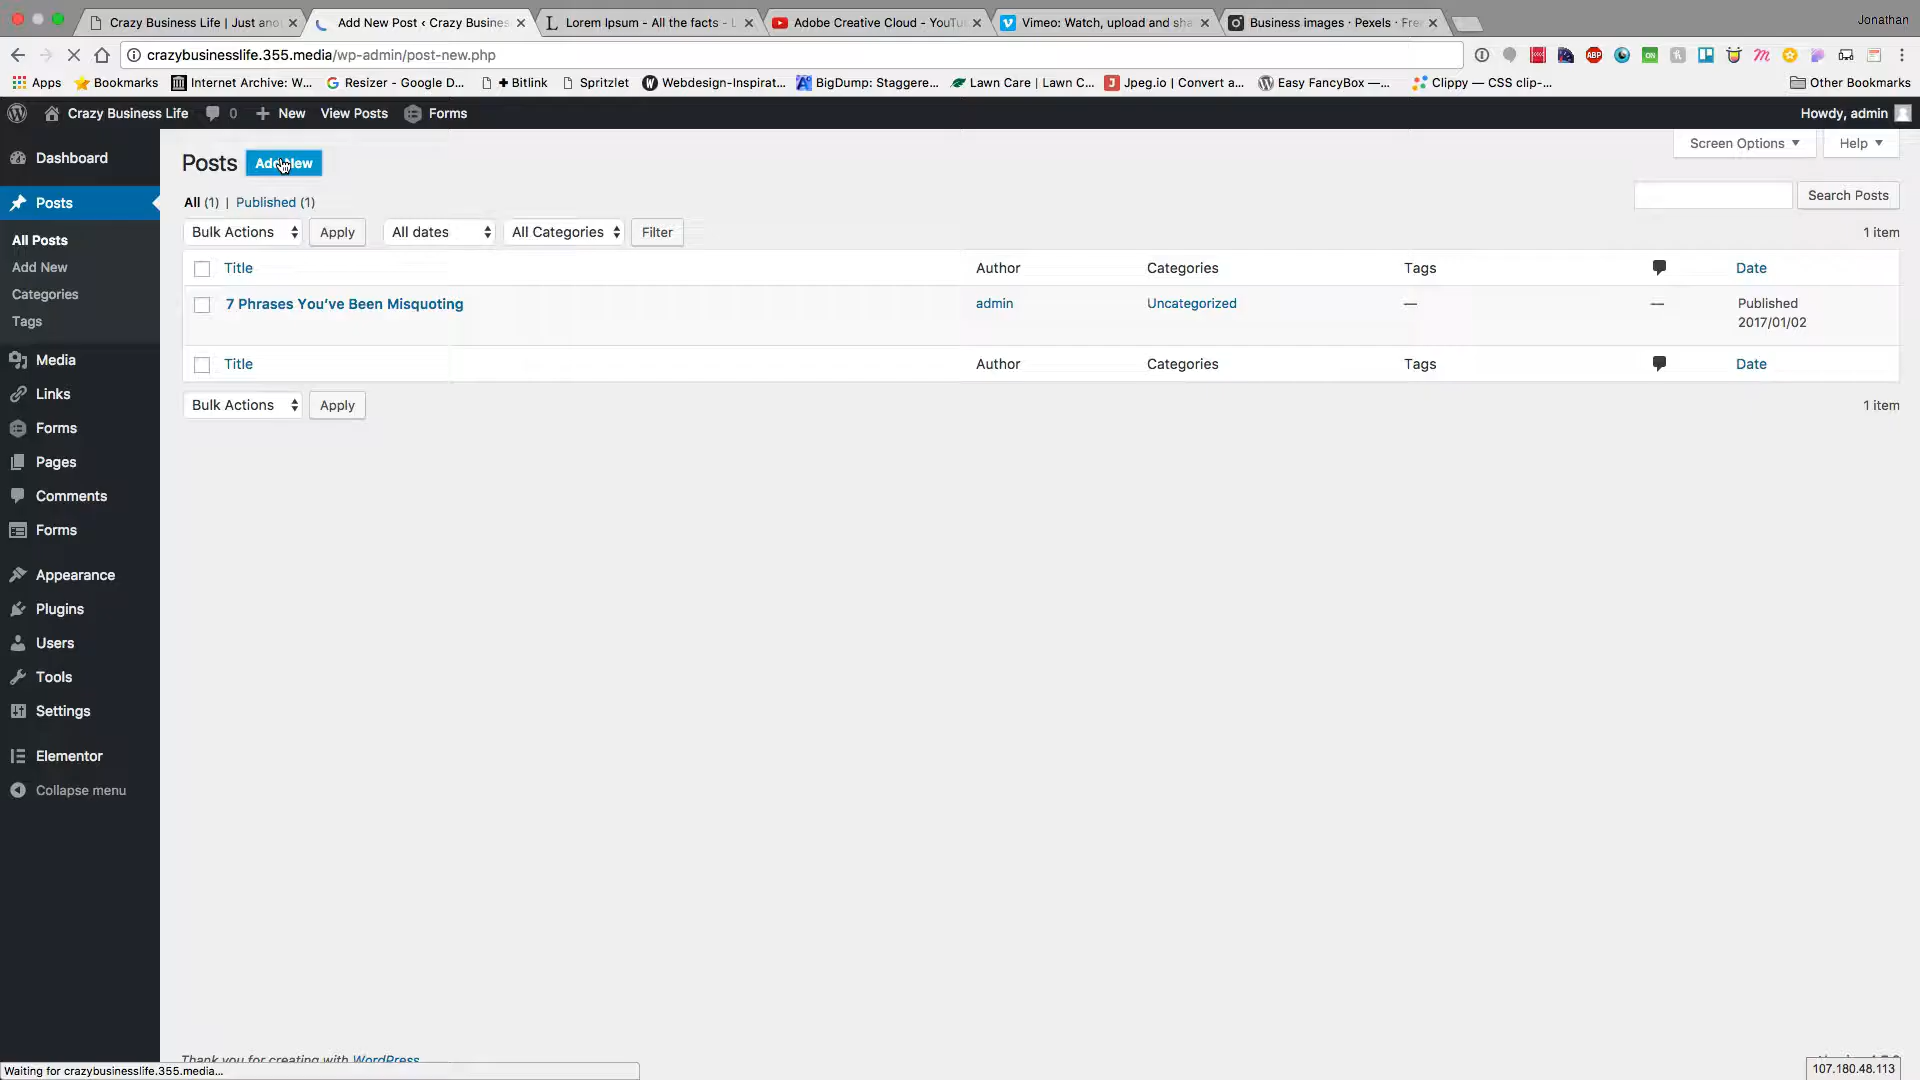 Jonathan
Crazy Business Life | Just ano
Add New Post ‹ Crazy Busines
Lorem Ipsum - All the facts - L
Adobe Creative Cloud - YouTu
Vimeo: Watch, upload and sha
Business images · Pexels · Free
crazybusinesslife.355.media/wp-admin/post-new.php
Apps
Bookmarks
Internet Archive: W...
Resizer - Google D...
+ Bitlink
Spritzlet
Webdesign-Inspirat...
BigDump: Staggere...
Lawn Care | Lawn C...
Jpeg.io | Convert a...
Easy FancyBox —...
Clippy — CSS clip-...
Other Bookmarks
Crazy Business Life
0
+ New
View Posts
Forms
Howdy, admin
Dashboard
Posts
All Posts
Add New
Categories
Tags
Media
Links
Forms
Pages
Comments
Forms
Appearance
Plugins
Users
Tools
Settings
Elementor
Collapse menu
Posts
Add New
Screen Options
Help
All (1) | Published (1)
Search Posts
Bulk Actions
Apply
All dates
All Categories
Filter
1 item
Title
Author
Categories
Tags
Date
7 Phrases You've Been Misquoting
admin
Uncategorized
—
—
Published
2017/01/02
Title
Author
Categories
Tags
Date
Bulk Actions
Apply
1 item
Thank you for creating with WordPress
Waiting for crazybusinesslife.355.media...
107.180.48.113